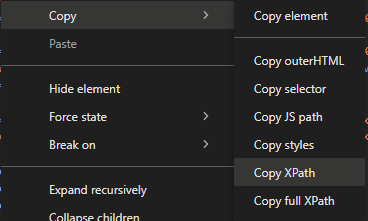 Copy
Paste
Hide element
Force state
Break on
Expand recursively
Collapse children
Copy element
Copy outerHTML
Copy selector
Copy JS path
Copy styles
Copy XPath
Copy full XPath